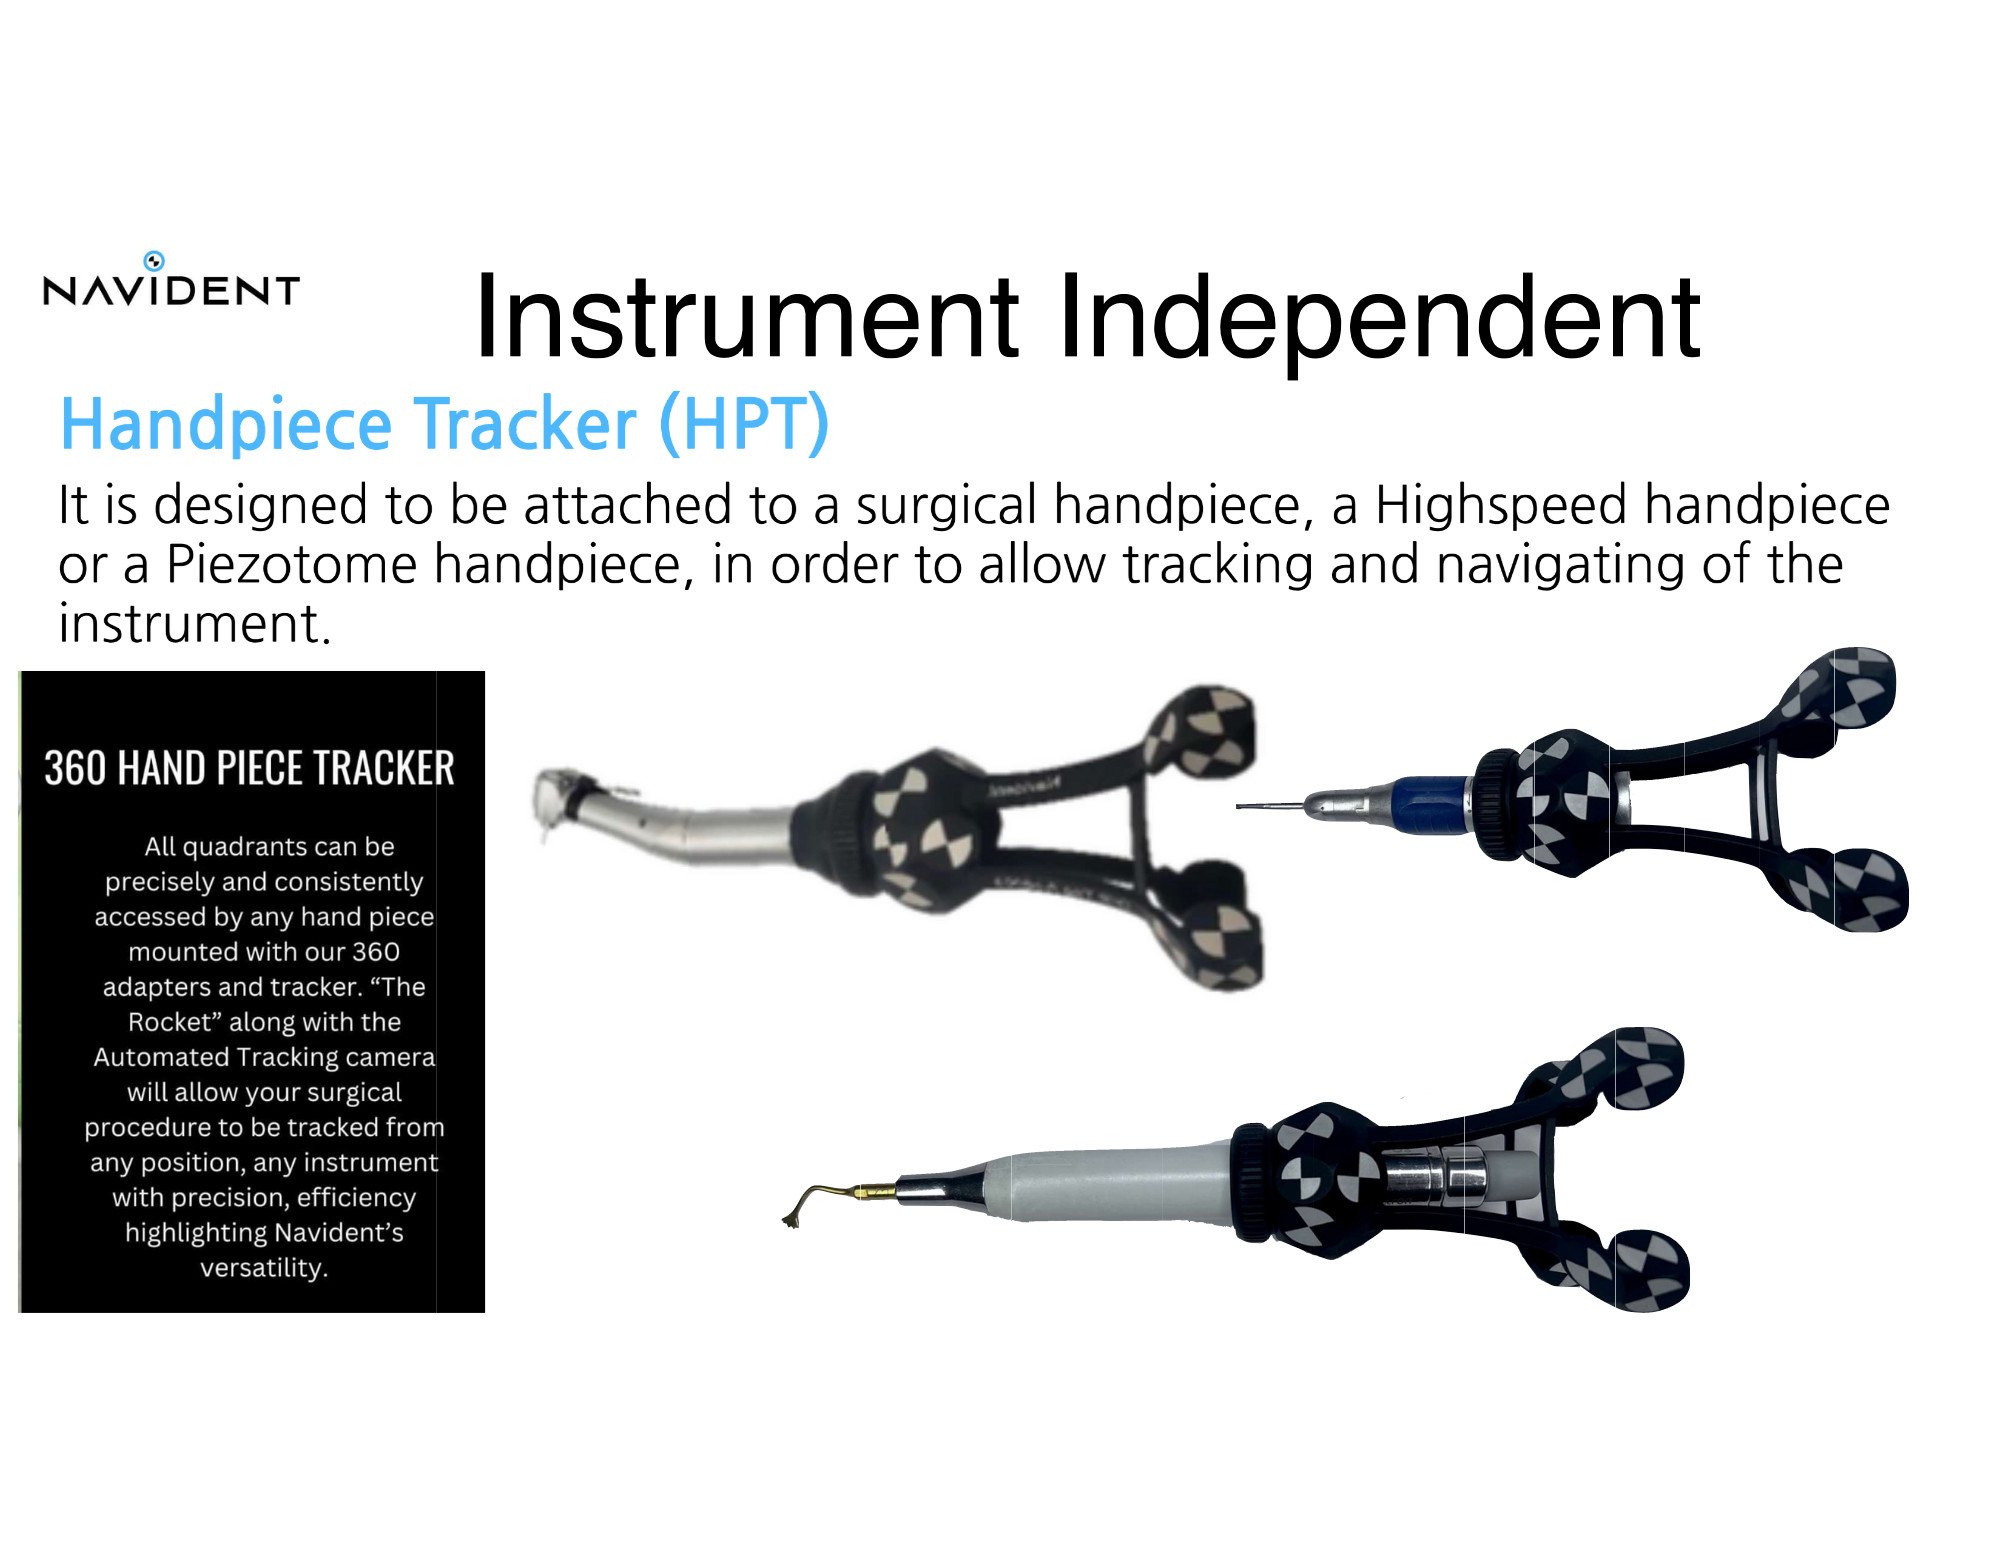 NAVIDENT
Instrument Independent
Handpiece Tracker (HPT)
It is designed to be attached to a surgical handpiece, a Highspeed handpiece
or a Piezotome handpiece, in order to allow tracking and navigating of the
instrument.
360 HAND PIECE TRACKER
All quadrants can be
precisely and consistently
accessed by any hand piece
mounted with our 360
adapters and tracker. “The
Rocket” along with the
Automated Tracking camera
will allow your surgical
procedure to be tracked from
any position, any instrument
with precision, efficiency
highlighting Navident’s
versatility.